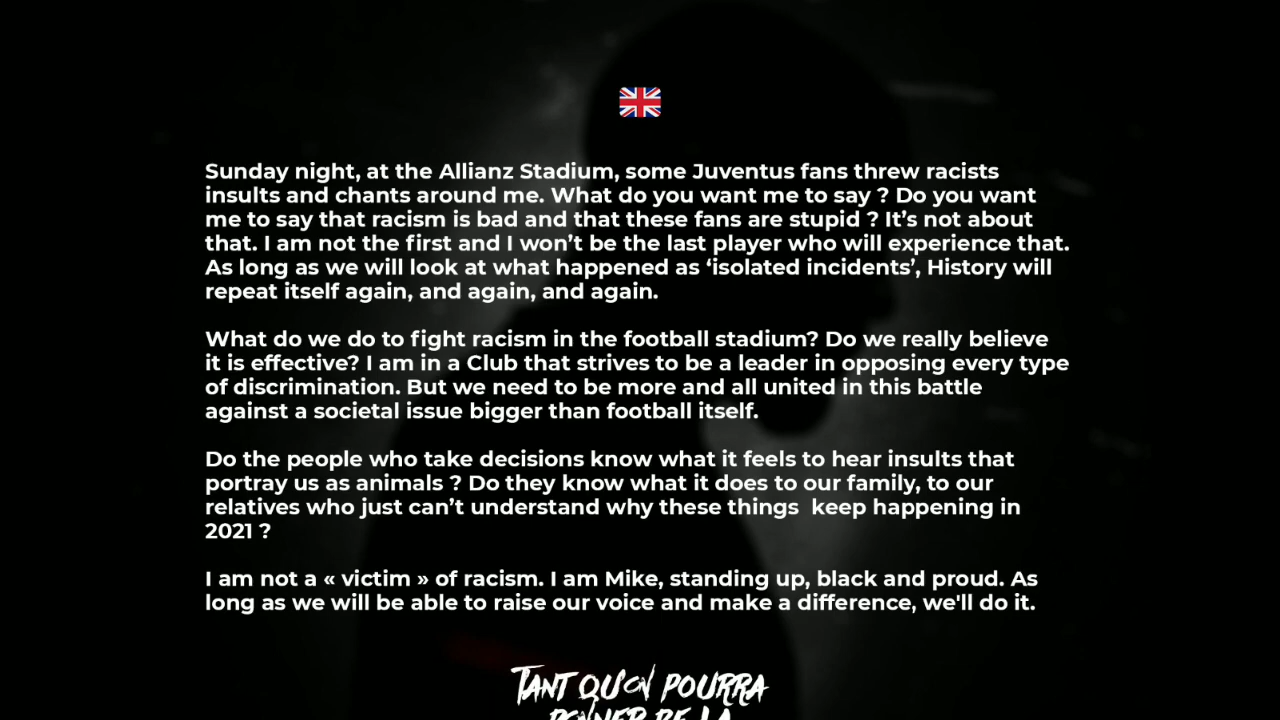 Sunday night, at the Allianz Stadium, some Juventus fans threw racists
insults and chants around me. What do you want me to say ? Do you want
me to say that racism is bad and that these fans are stupid ? It’s not about
that. I am not the first and I won’t be the last player who will experience that.
As long as we will look at what happened as ‘isolated incidents’, History will
repeat itself again, and again, and again.
What do we do to fight racism in the football stadium? Do we really believe
it is effective? I am in a Club that strives to be a leader in opposing every type
of discrimination. But we need to be more and all united in this battle
against a societal issue bigger than football itself.
Do the people who take decisions know what it feels to hear insults that
portray us as animals ? Do they know what it does to our family, to our
relatives who just can’t understand why these things  keep happening in
2021 ?
I am not a « victim » of racism. I am Mike, standing up, black and proud. As
long as we will be able to raise our voice and make a difference, we'll do it.
TANT QU'ON POURRA
DONNER DE LA